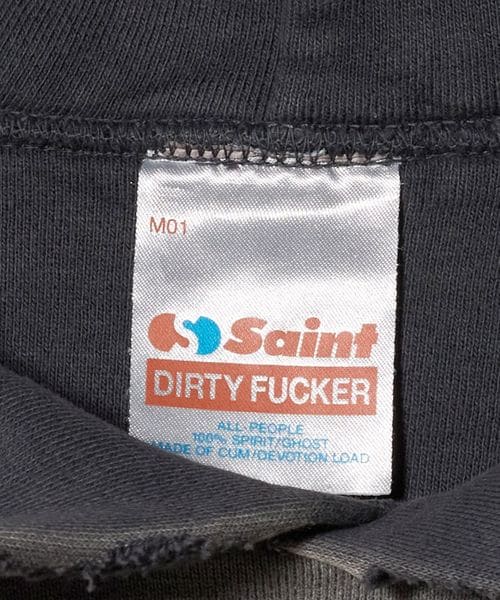 M01
Saint
DIRTY FUCKER
ALL PEOPLE
100% SPIRIT/GHOST
MADE OF CUM/DEVOTION LOAD